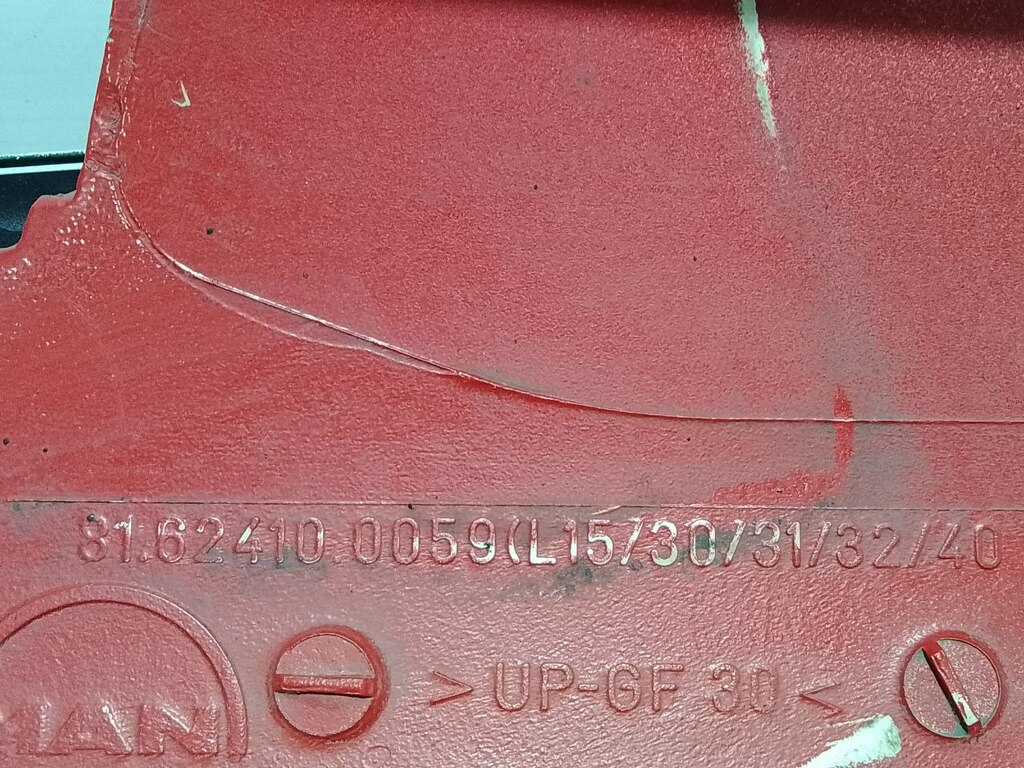 81.62410.0059(L15/30/31/32/40
> UP-GF 30 <
MAN